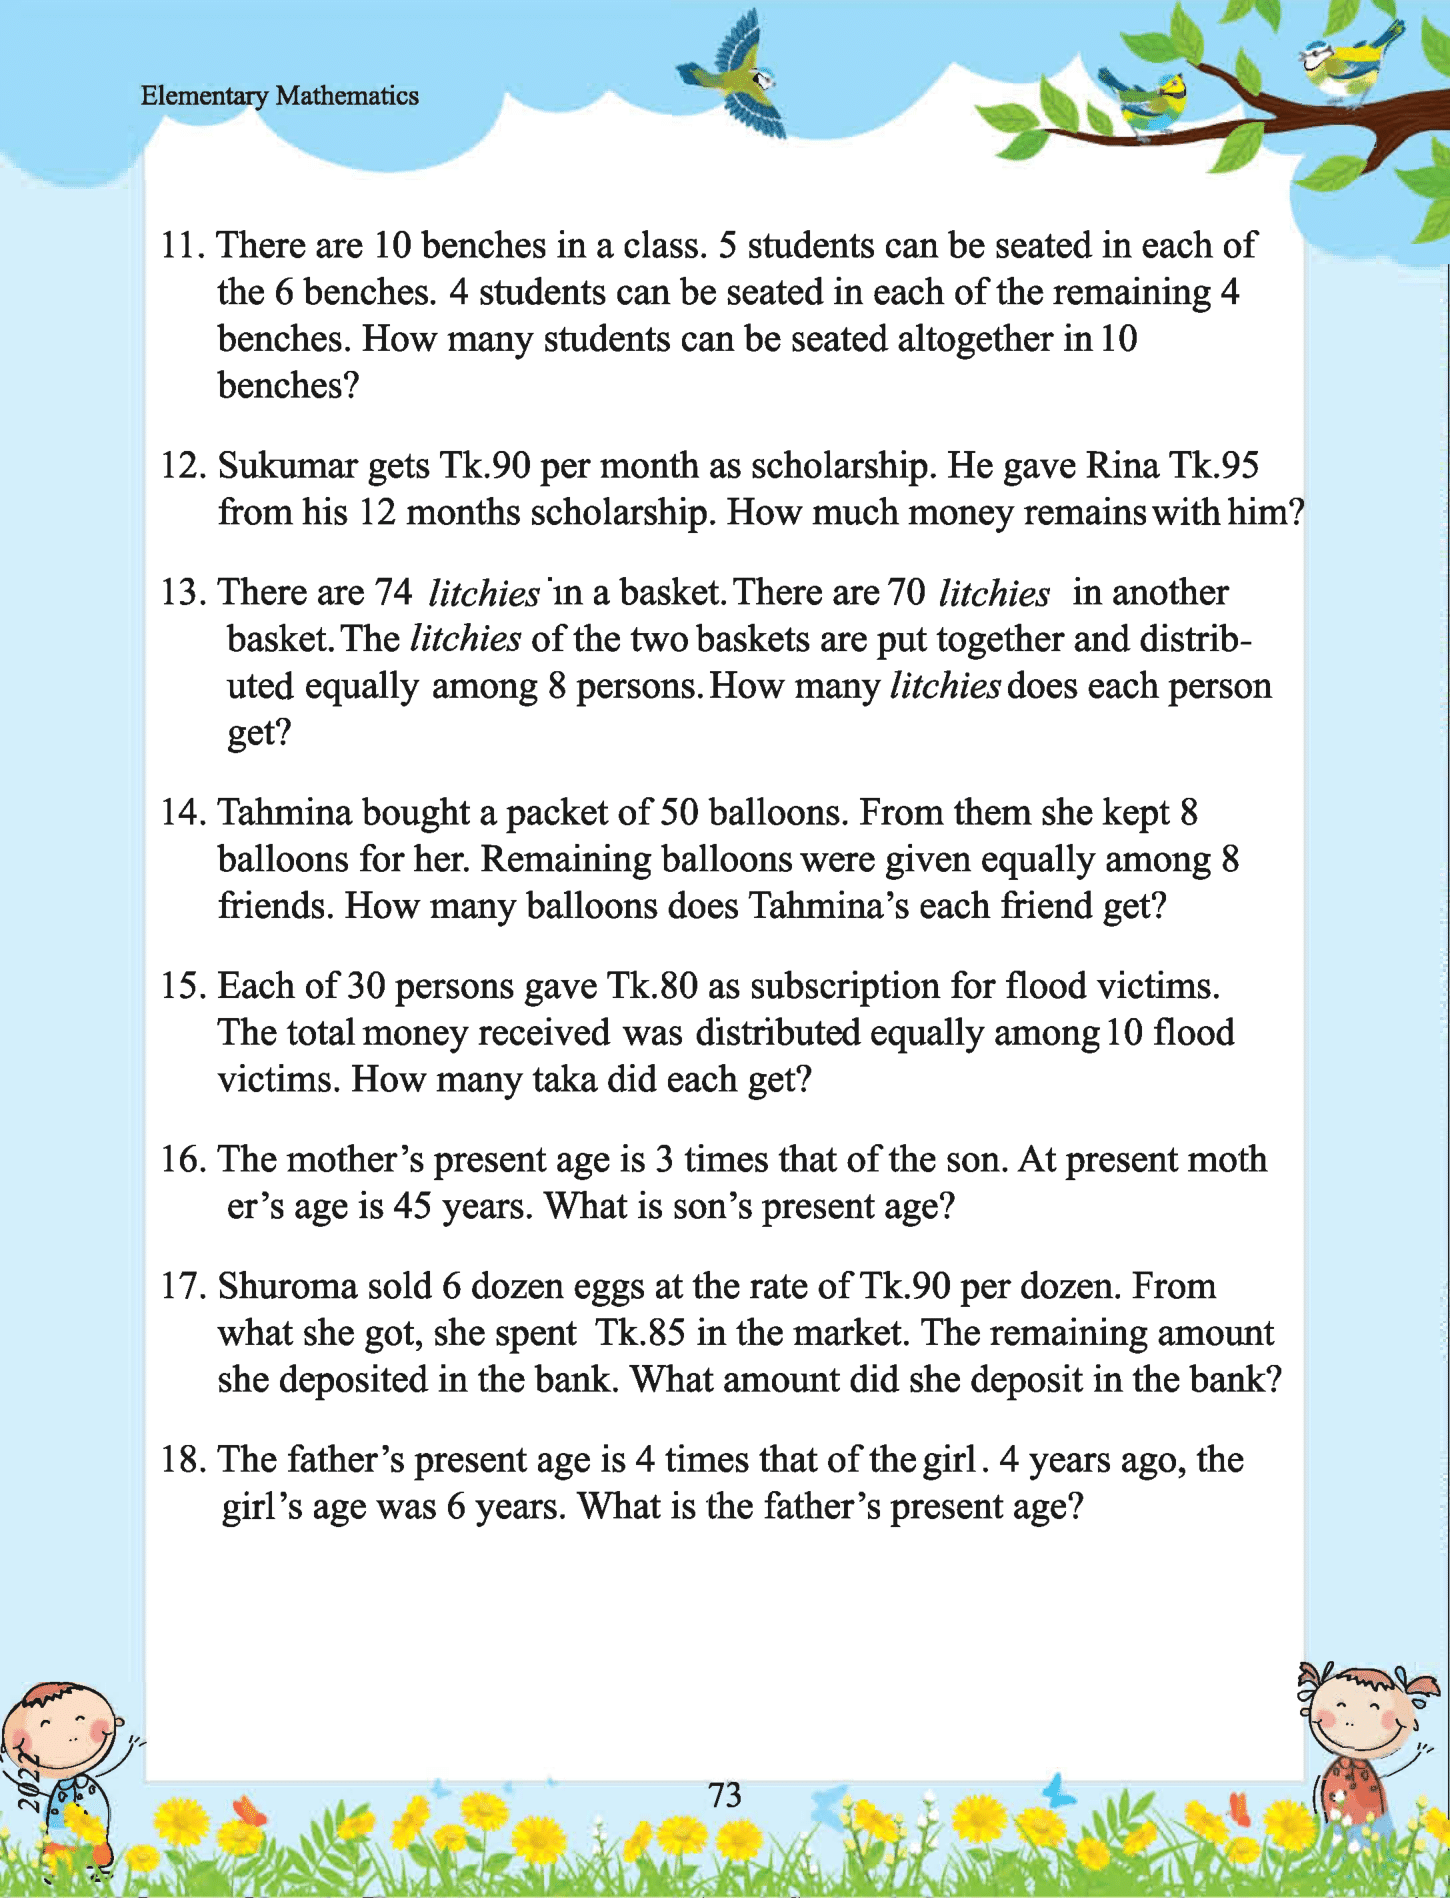 Elementary Mathematics
11. There are 10 benches in a class. 5 students can be seated in each of
the 6 benches. 4 students can be seated in each of the remaining 4
benches. How many students can be seated altogether in 10
benches?
12. Sukumar gets Tk.90 per month as scholarship. He gave Rina Tk.95
from his 12 months scholarship. How much money remains with him?
13. There are 74 litchies in a basket. There are 70 litchies in another
basket. The litchies of the two baskets are put together and distrib-
uted equally among 8 persons. How many litchies does each person
get?
14. Tahmina bought a packet of 50 balloons. From them she kept 8
balloons for her. Remaining balloons were given equally among 8
friends. How many balloons does Tahmina’s each friend get?
15. Each of 30 persons gave Tk.80 as subscription for flood victims.
The total money received was distributed equally among 10 flood
victims. How many taka did each get?
16. The mother’s present age is 3 times that of the son. At present moth
er’s age is 45 years. What is son’s present age?
17. Shuroma sold 6 dozen eggs at the rate of Tk.90 per dozen. From
what she got, she spent Tk.85 in the market. The remaining amount
she deposited in the bank. What amount did she deposit in the bank?
18. The father’s present age is 4 times that of the girl. 4 years ago, the
girl’s age was 6 years. What is the father’s present age?
73
2022